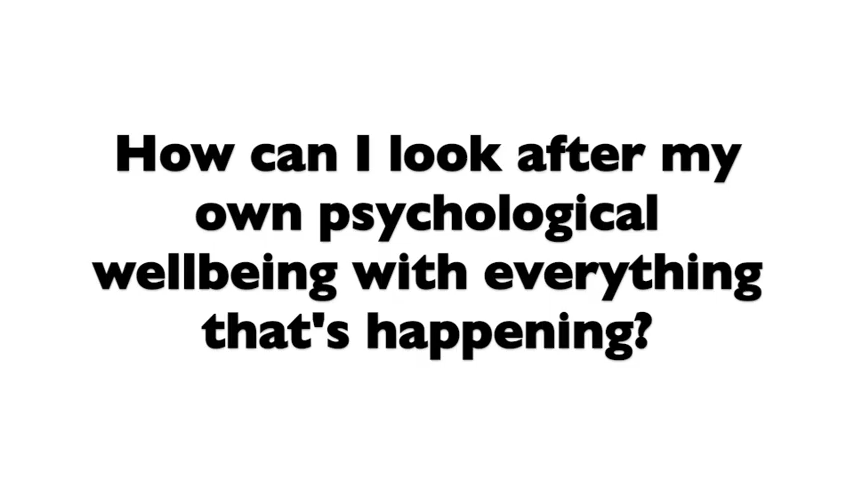 How can I look after my
own psychological
wellbeing with everything
that's happening?